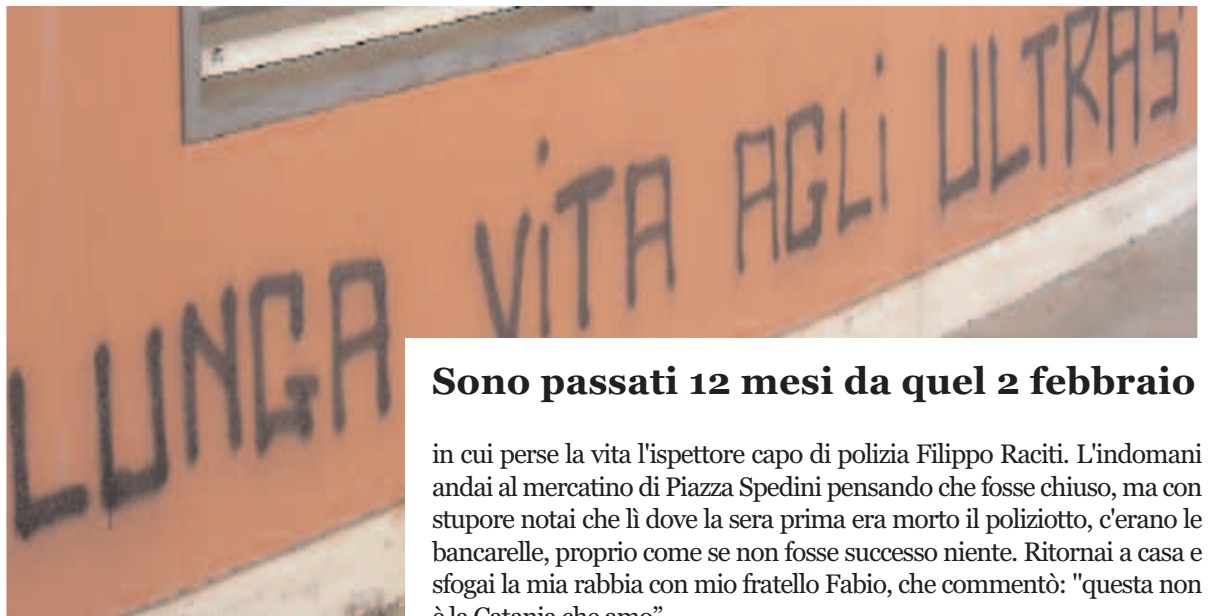 LUNGA VITA AGLI ULTRAS
Sono passati 12 mesi da quel 2 febbraio
in cui perse la vita l'ispettore capo di polizia Filippo Raciti. L'indomani
andai al mercatino di Piazza Spedini pensando che fosse chiuso, ma con
stupore notai che lì dove la sera prima era morto il poliziotto, c'erano le
bancarelle, proprio come se non fosse successo niente. Ritornai a casa e
sfogai la mia rabbia con mio fratello Fabio, che commentò: "questa non
è la Catania che amo".